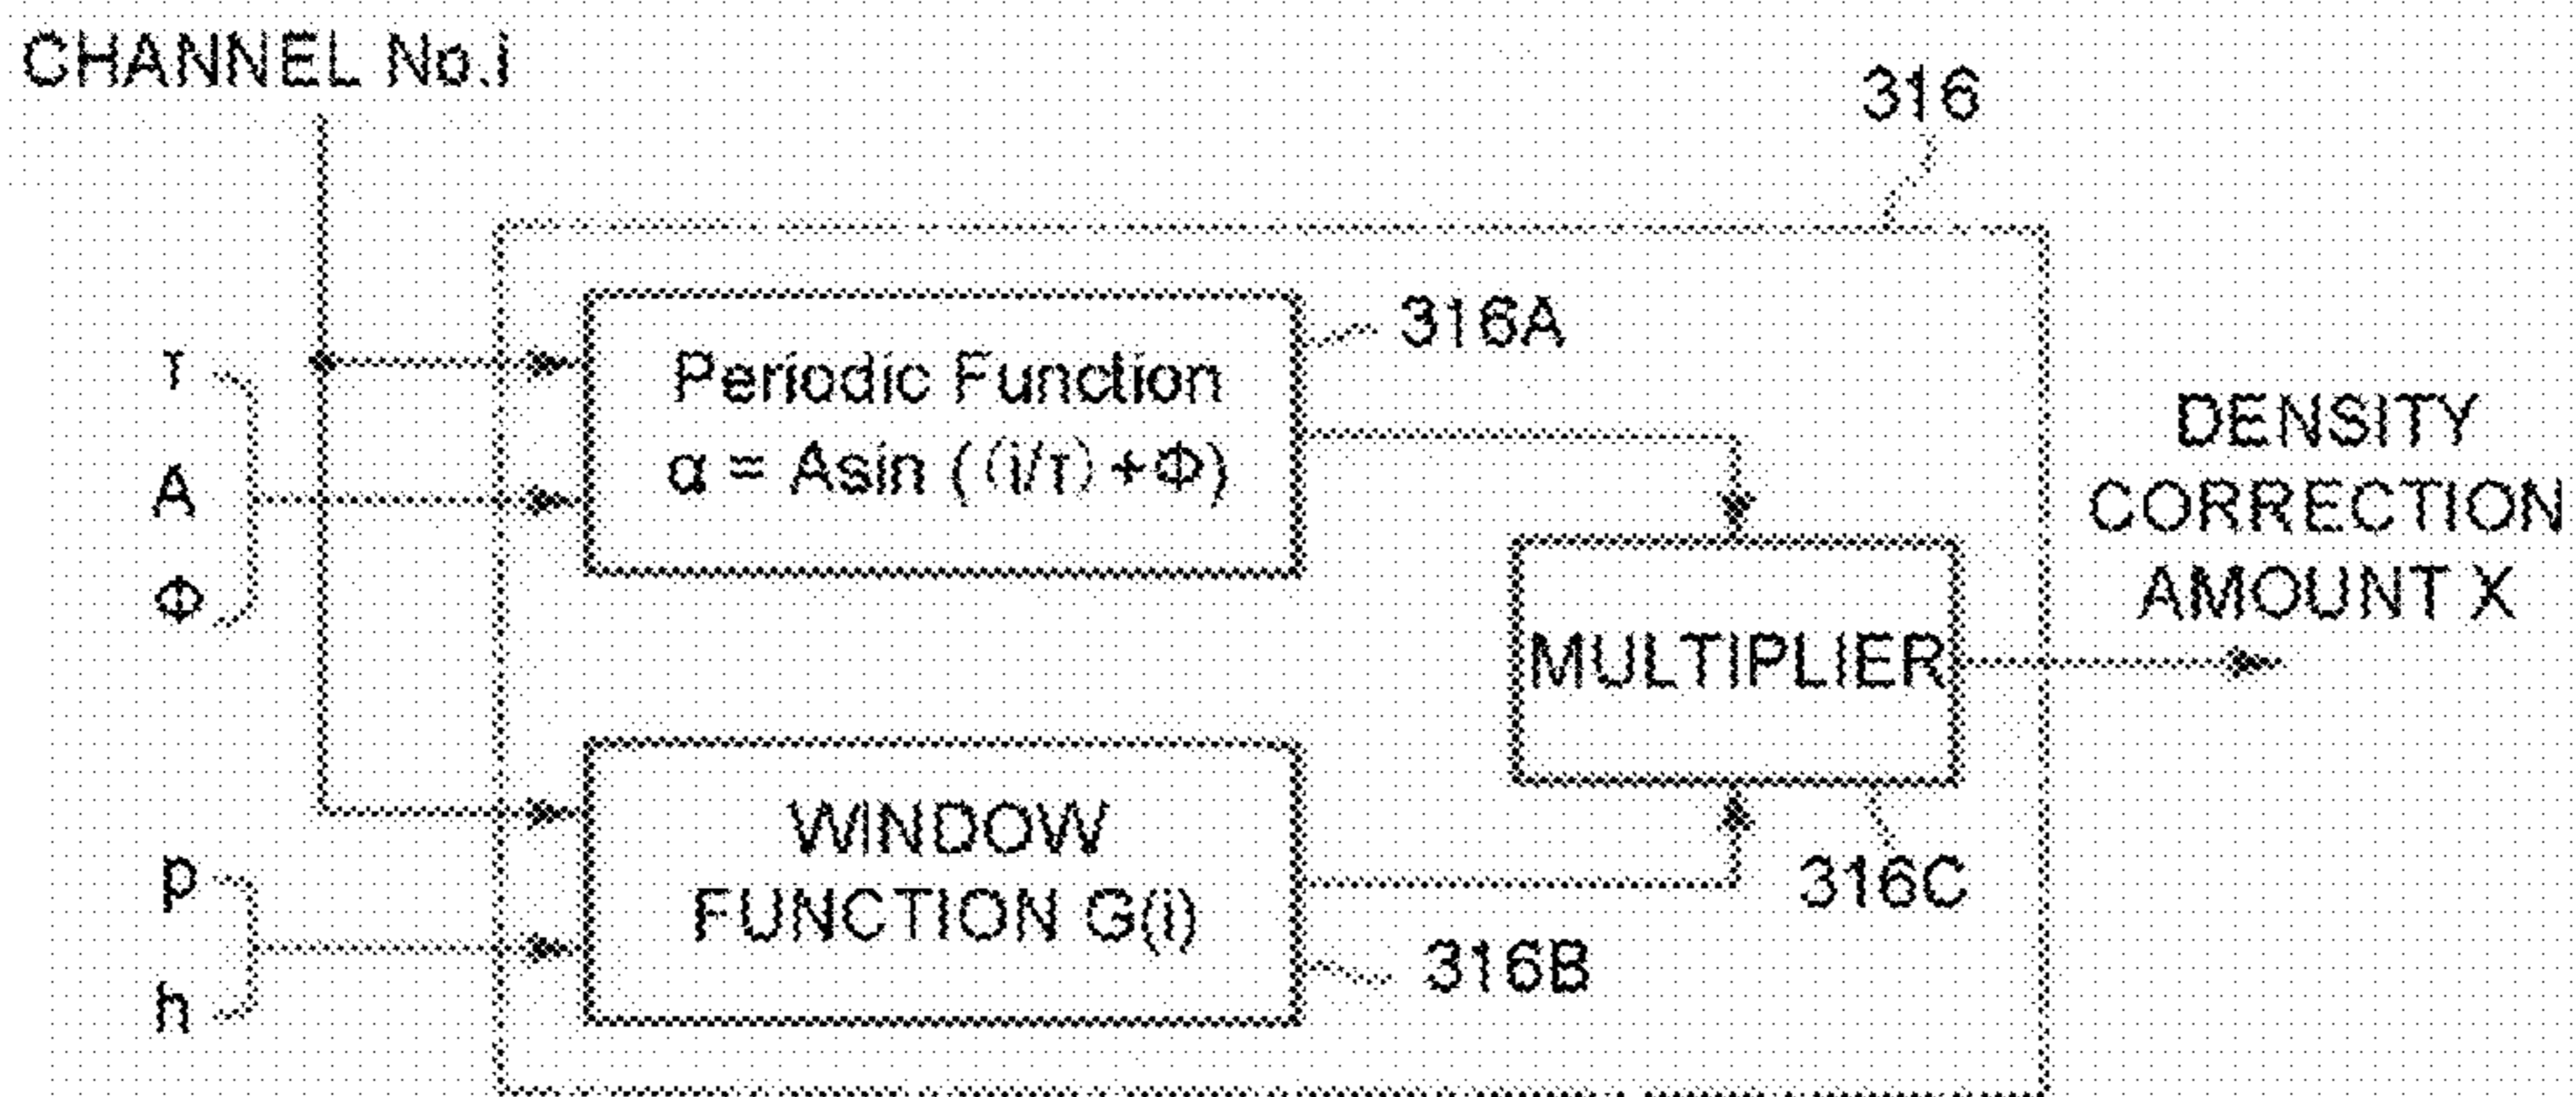 CHANNEL No.i
316
τ
A
Φ
Periodic Function
α = Asin ((i/τ)+Φ)
316A
DENSITY
CORRECTION
AMOUNT X
MULTIPLIER
p
h
WINDOW
FUNCTION G(i)
316C
316B